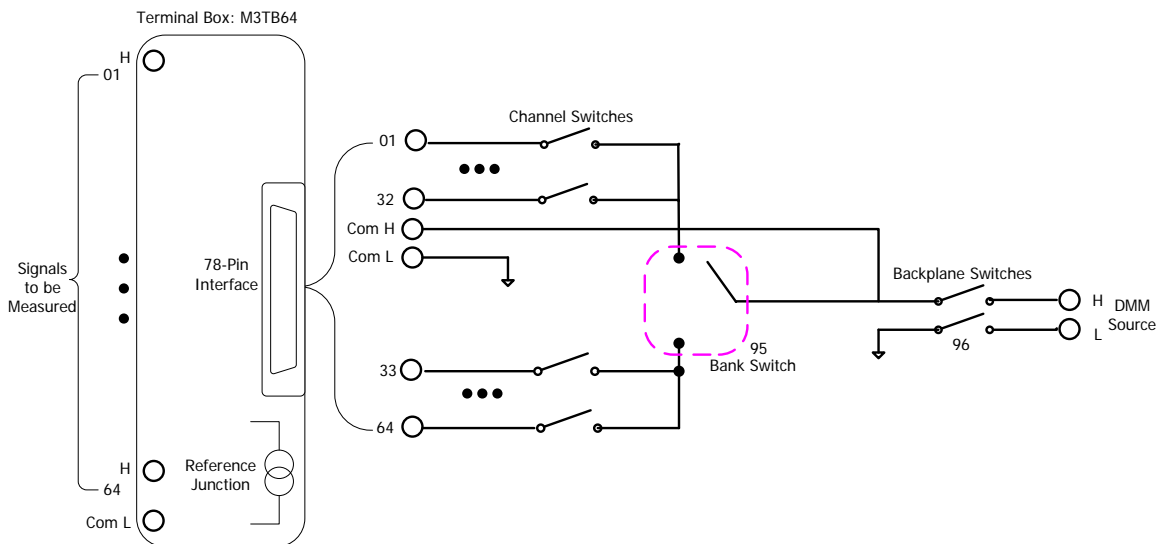 Terminal Box: M3TB64
H
01
Signals
to be
Measured
78-Pin
Interface
H
64
Com L
Reference
Junction
Channel Switches
01
32
Com H
Com L
33
64
95
Bank Switch
Backplane Switches
96
H
L
DMM
Source